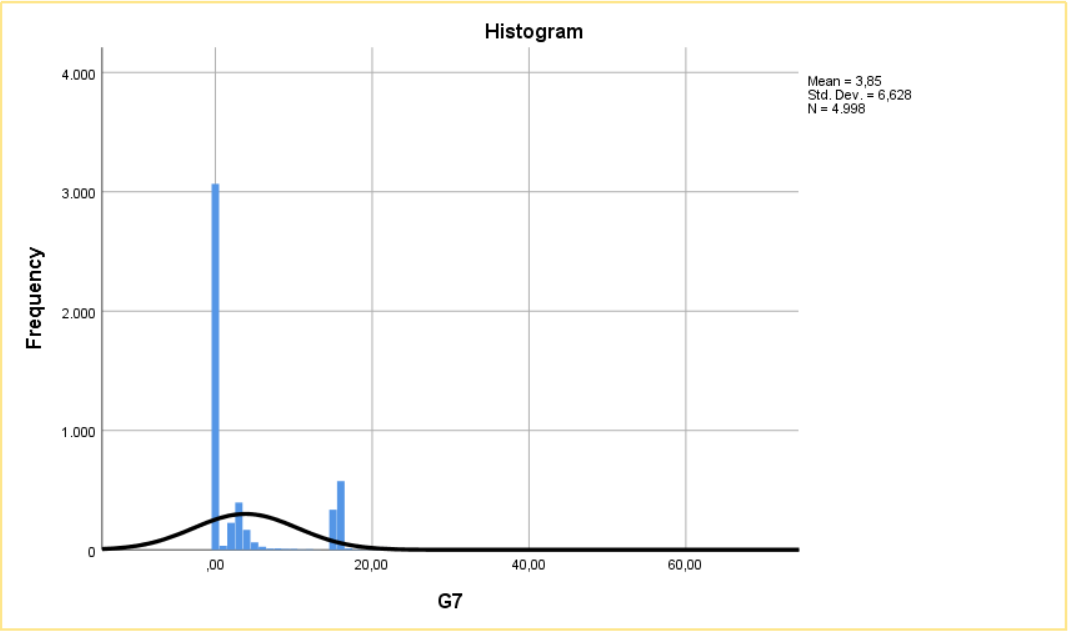 Histogram
Mean = 3,85
Std. Dev. = 6,628
N = 4.998
4.000
3.000
2.000
1.000
0
Frequency
,00
20,00
40,00
60,00
G7